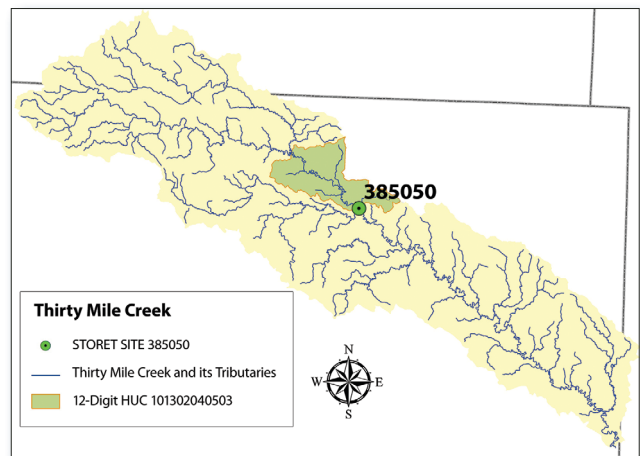 385050
Thirty Mile Creek
STORET SITE 385050
Thirty Mile Creek and its Tributaries
12-Digit HUC 101302040503
N
W E
S